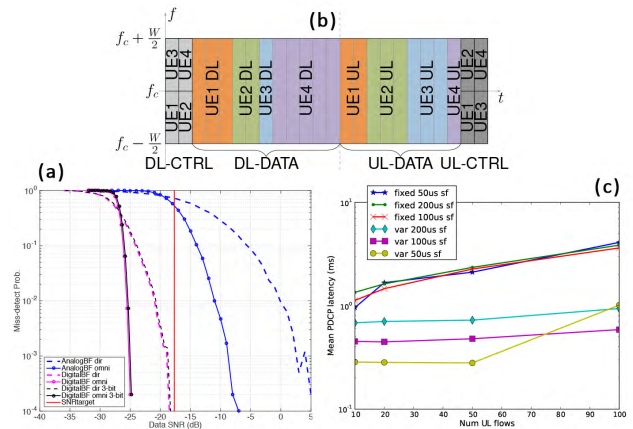 f
(b)
f_c + W/2
f_c
f_c − W/2
UE3
UE4
UE1
UE2
UE1 DL
UE2 DL
UE3 DL
UE4 DL
UE1 UL
UE2 UL
UE3 UL
UE4 UL
UE2
UE4
UE1
UE3
t
DL-CTRL
DL-DATA
UL-DATA
UL-CTRL
(a)
Miss-detect Prob.
10^0
10^-1
10^-2
10^-3
10^-4
AnalogBF dir
AnalogBF omni
DigitalBF dir
DigitalBF omni
DigitalBF dir 3-bit
DigitalBF omni 3-bit
SNRtarget
-40 -35 -30 -25 -20 -15 -10 -5 0 5
Data SNR (dB)
(c)
fixed 50us sf
fixed 200us sf
fixed 100us sf
var 200us sf
var 100us sf
var 50us sf
Mean PDCP latency (ms)
10^1
10^0
10^-1
10 20 30 40 50 60 70 80 90 100
Num UL flows